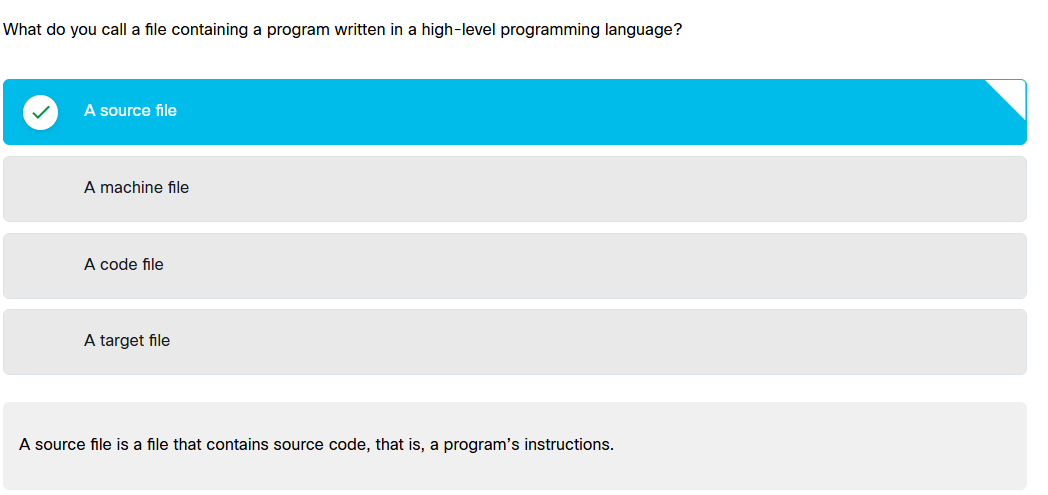 What do you call a file containing a program written in a high-level programming language?
A source file
A machine file
A code file
A target file
A source file is a file that contains source code, that is, a program’s instructions.